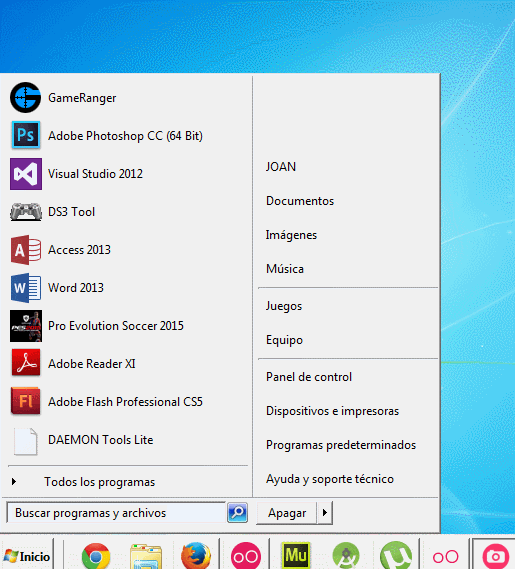 GameRanger
Ps
Adobe Photoshop CC (64 Bit)
Visual Studio 2012
DS3 Tool
A
Access 2013
W
Word 2013
PES 2015
Pro Evolution Soccer 2015
Adobe Reader XI
Fl
Adobe Flash Professional CS5
DAEMON Tools Lite
Todos los programas
Buscar programas y archivos
JOAN
Documentos
Imágenes
Música
Juegos
Equipo
Panel de control
Dispositivos e impresoras
Programas predeterminados
Ayuda y soporte técnico
Apagar
Inicio
Mu